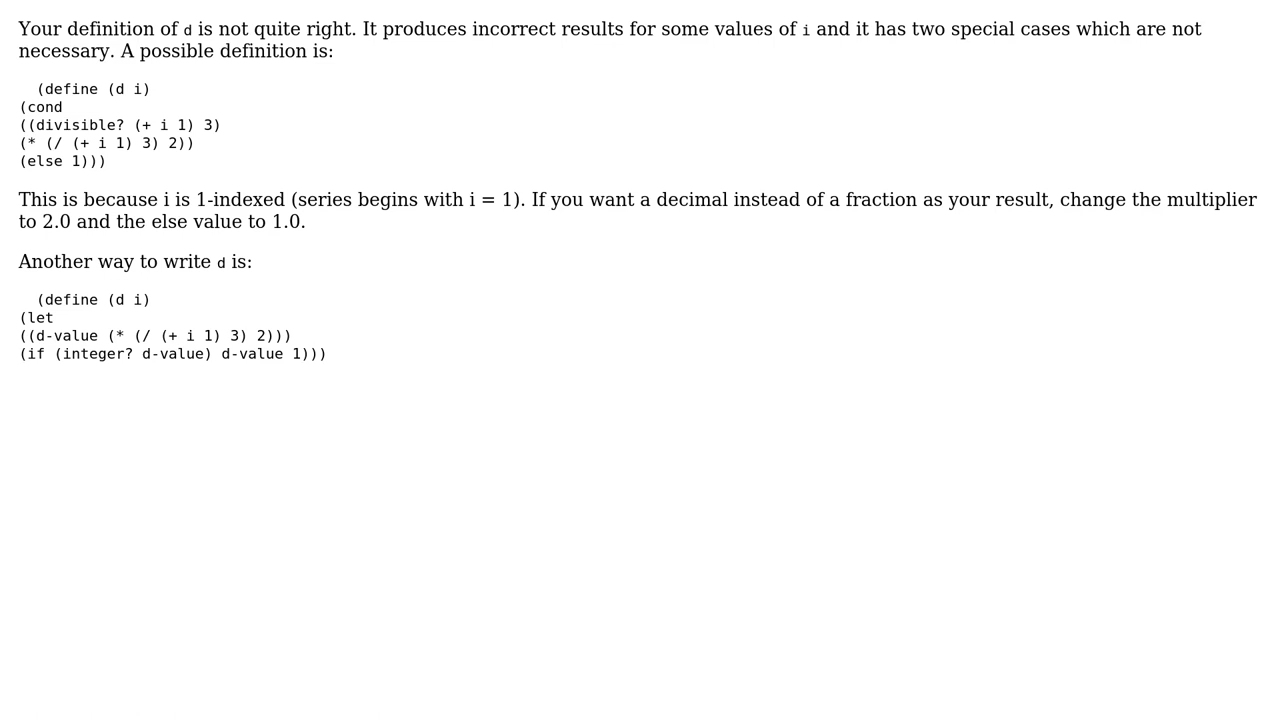 Your definition of d is not quite right. It produces incorrect results for some values of i and it has two special cases which are not
necessary. A possible definition is:
(define (d i)
(cond
((divisible? (+ i 1) 3)
(* (/ (+ i 1) 3) 2))
(else 1)))
This is because i is 1-indexed (series begins with i = 1). If you want a decimal instead of a fraction as your result, change the multiplier
to 2.0 and the else value to 1.0.
Another way to write d is:
(define (d i)
(let
((d-value (* (/ (+ i 1) 3) 2)))
(if (integer? d-value) d-value 1)))